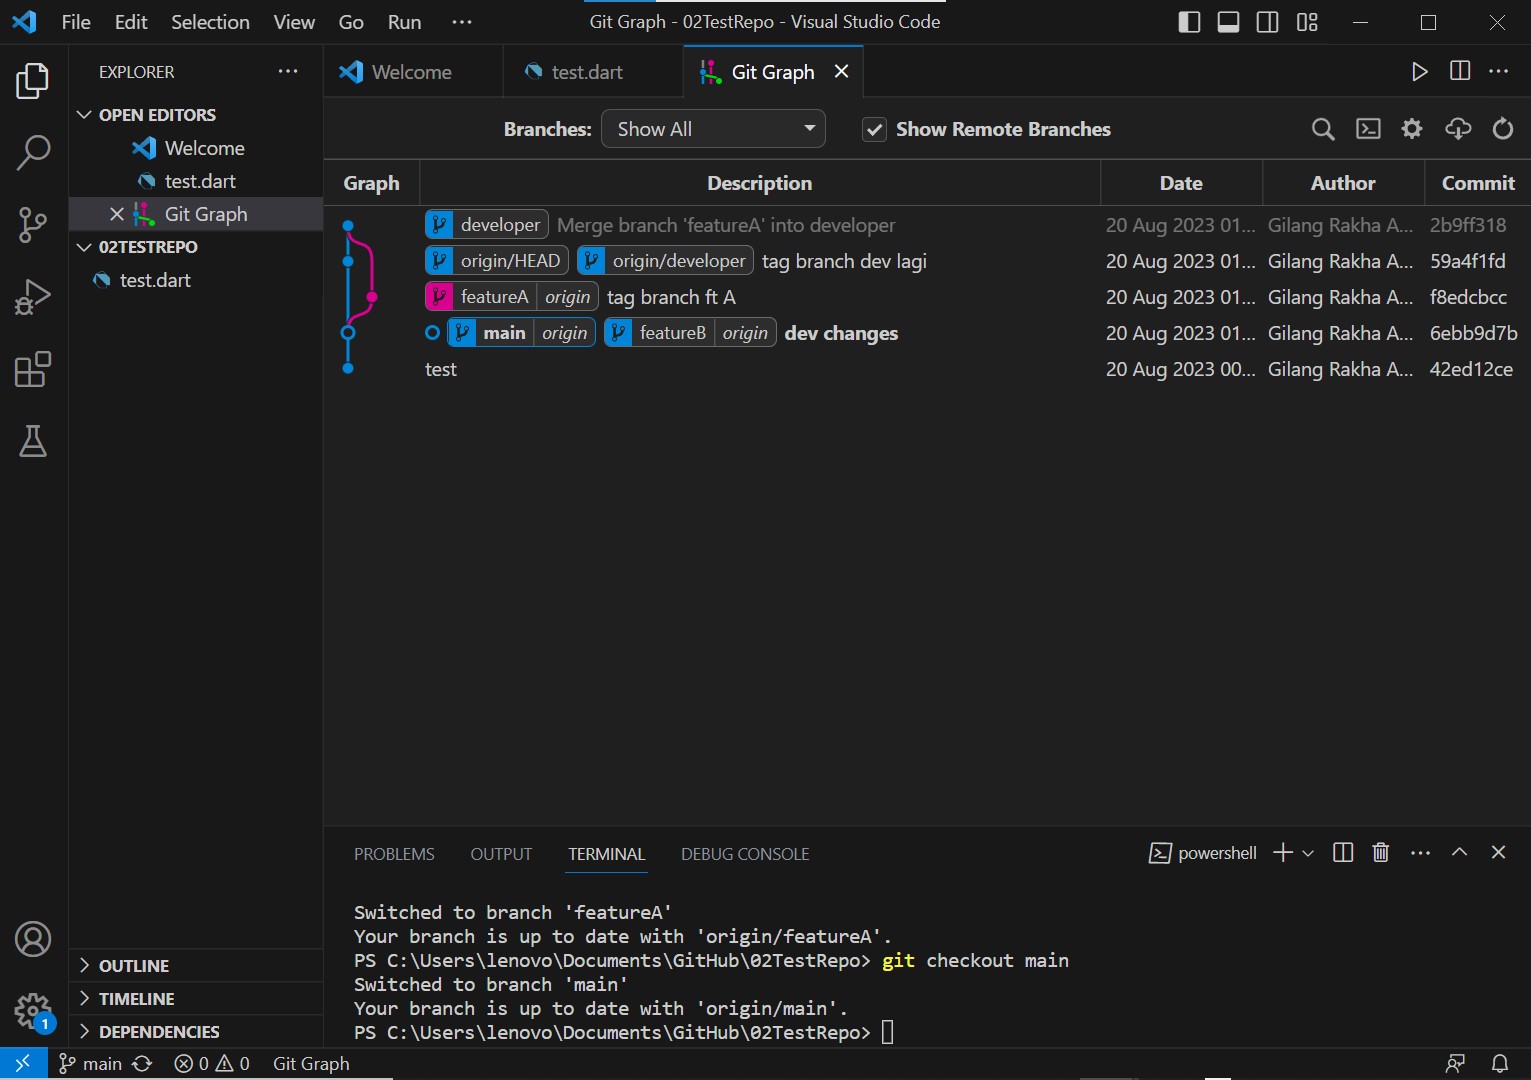 File Edit Selection View Go Run ··· Git Graph - 02TestRepo - Visual Studio Code
EXPLORER ···
Welcome test.dart Git Graph
OPEN EDITORS
Welcome
test.dart
Git Graph
02TESTREPO
test.dart
OUTLINE
TIMELINE
DEPENDENCIES
Branches: Show All Show Remote Branches
Graph Description Date Author Commit
developer Merge branch 'featureA' into developer 20 Aug 2023 01... Gilang Rakha A... 2b9ff318
origin/HEAD origin/developer tag branch dev lagi 20 Aug 2023 01... Gilang Rakha A... 59a4f1fd
featureA origin tag branch ft A 20 Aug 2023 01... Gilang Rakha A... f8edcbcc
main origin featureB origin dev changes 20 Aug 2023 01... Gilang Rakha A... 6ebb9d7b
test 20 Aug 2023 00... Gilang Rakha A... 42ed12ce
PROBLEMS OUTPUT TERMINAL DEBUG CONSOLE powershell
Switched to branch 'featureA'
Your branch is up to date with 'origin/featureA'.
PS C:\Users\lenovo\Documents\GitHub\02TestRepo> git checkout main
Switched to branch 'main'
Your branch is up to date with 'origin/main'.
PS C:\Users\lenovo\Documents\GitHub\02TestRepo>
1
main 0 0 Git Graph